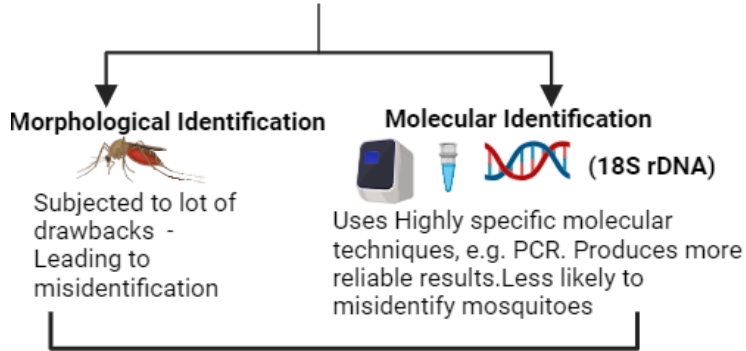 Morphological Identification
Subjected to lot of
drawbacks -
Leading to
misidentification
Molecular Identification
(18S rDNA)
Uses Highly specific molecular
techniques, e.g. PCR. Produces more
reliable results.Less likely to
misidentify mosquitoes